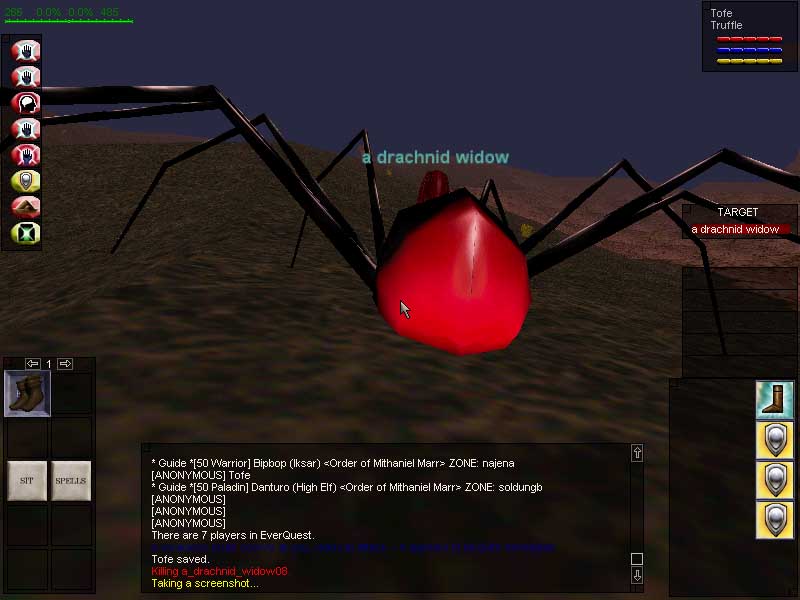 265 0.0% 0.0% 485
Tofe
Truffle
a drachnid widow
TARGET
a drachnid widow
1
SIT
SPELLS
* Guide *[50 Warrior] Bipbop (Iksar) <Order of Mithaniel Marr> ZONE: najena
[ANONYMOUS] Tofe
* Guide *[50 Paladin] Danturo (High Elf) <Order of Mithaniel Marr> ZONE: soldungb
[ANONYMOUS]
[ANONYMOUS]
[ANONYMOUS]
There are 7 players in EverQuest.
Tofe saved.
Killing a_drachnid_widow06.
Taking a screenshot...